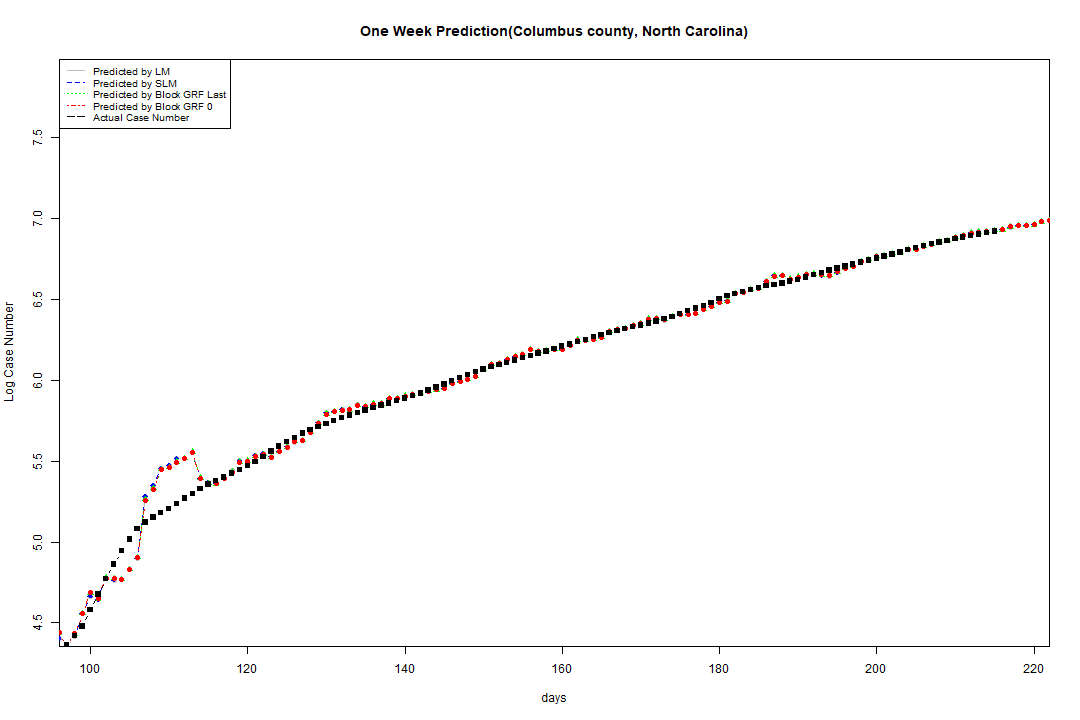 One Week Prediction(Columbus county, North Carolina)
Predicted by LM
Predicted by SLM
Predicted by Block GRF Last
Predicted by Block GRF 0
Actual Case Number
7.5
7.0
6.5
6.0
5.5
5.0
4.5
Log Case Number
100 120 140 160 180 200 220
days